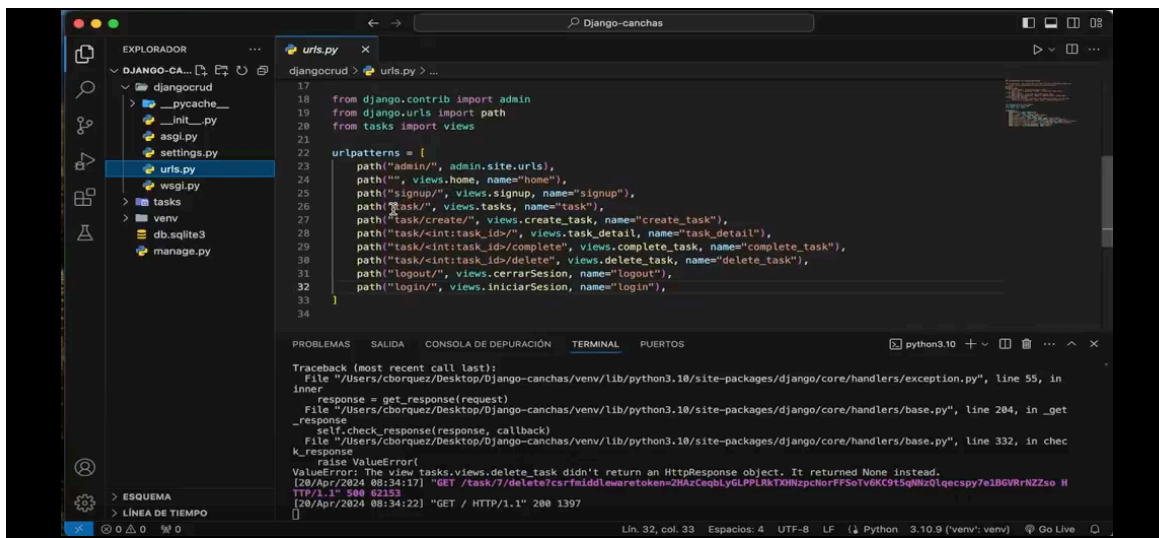 Django-canchas
EXPLORADOR
DJANGO-CA...
djangocrud
__pycache__
__init__.py
asgi.py
settings.py
urls.py
wsgi.py
tasks
venv
db.sqlite3
manage.py
ESQUEMA
LÍNEA DE TIEMPO
urls.py
djangocrud > urls.py > ...
17
18 from django.contrib import admin
19 from django.urls import path
20 from tasks import views
21
22 urlpatterns = [
23 path("admin/", admin.site.urls),
24 path("", views.home, name="home"),
25 path("signup/", views.signup, name="signup"),
26 path("task/", views.tasks, name="task"),
27 path("task/create/", views.create_task, name="create_task"),
28 path("task/<int:task_id>/", views.task_detail, name="task_detail"),
29 path("task/<int:task_id>/complete", views.complete_task, name="complete_task"),
30 path("task/<int:task_id>/delete", views.delete_task, name="delete_task"),
31 path("logout/", views.cerrarSesion, name="logout"),
32 path("login/", views.iniciarSesion, name="login"),
33 ]
34
PROBLEMAS SALIDA CONSOLA DE DEPURACIÓN TERMINAL PUERTOS python3.10
Traceback (most recent call last):
File "/Users/cborquez/Desktop/Django-canchas/venv/lib/python3.10/site-packages/django/core/handlers/exception.py", line 55, in
inner
response = get_response(request)
File "/Users/cborquez/Desktop/Django-canchas/venv/lib/python3.10/site-packages/django/core/handlers/base.py", line 204, in _get
_response
self.check_response(response, callback)
File "/Users/cborquez/Desktop/Django-canchas/venv/lib/python3.10/site-packages/django/core/handlers/base.py", line 332, in chec
k_response
raise ValueError(
ValueError: The view tasks.views.delete_task didn't return an HttpResponse object. It returned None instead.
[20/Apr/2024 08:34:17] "GET /task/7/delete?csrfmiddlewaretoken=2HAzCeqbLyGLPPLRkTXHNzpcNorFFSoTv6KC9t5qNNzQlqecspy7e1BGVRrNZZso H
TTP/1.1" 500 62153
[20/Apr/2024 08:34:22] "GET / HTTP/1.1" 200 1397
0 0 0 Lín. 32, col. 33 Espacios: 4 UTF-8 LF Python 3.10.9 ('venv': venv) Go Live